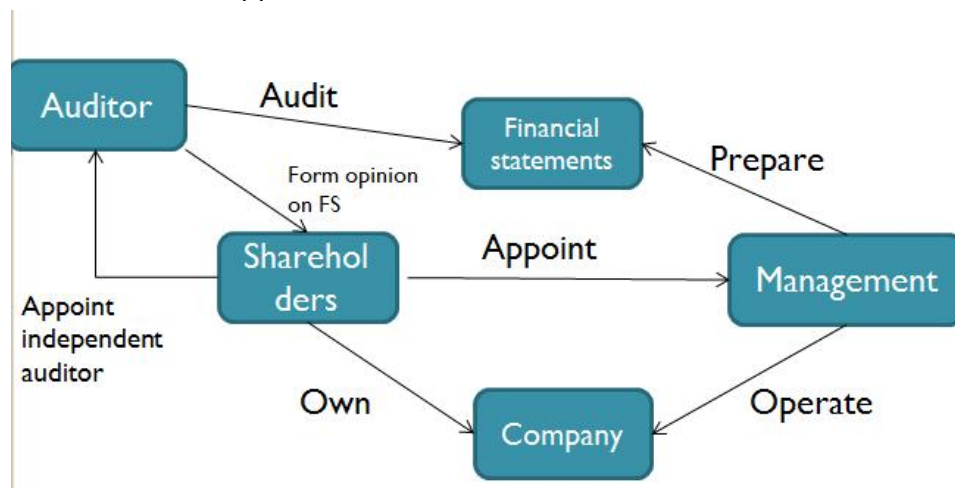 Auditor
Audit
Financial
statements
Prepare
Form opinion
on FS
Sharehol
ders
Appoint
Management
Appoint
independent
auditor
Own
Company
Operate